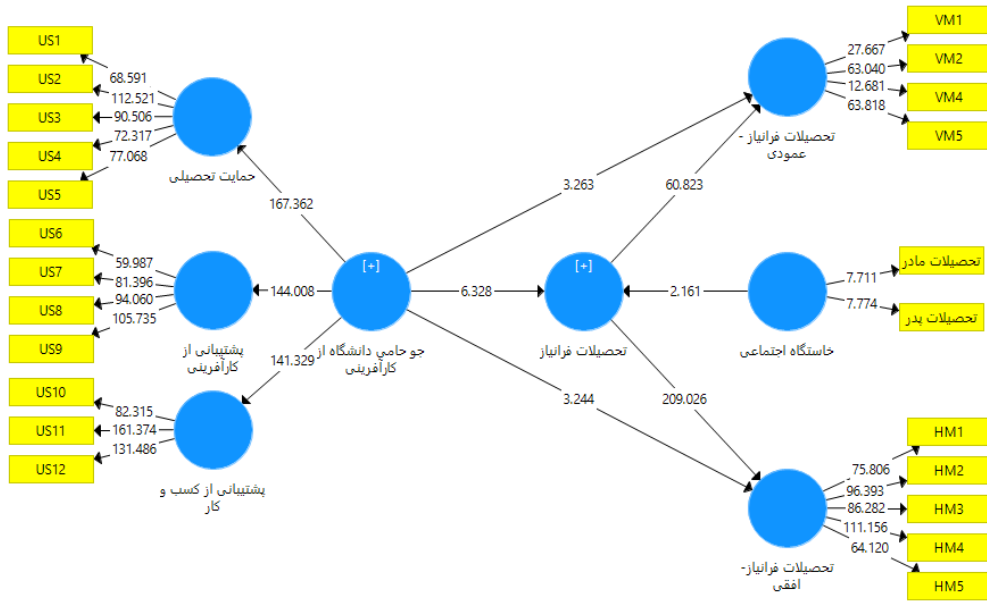 US1
US2
US3
US4
US5
68.591
112.521
90.506
72.317
77.068
حمایت تحصیلی
167.362
US6
US7
US8
US9
59.987
81.396
94.060
105.735
پشتیبانی از
کارآفرینی
144.008
US10
US11
US12
82.315
161.374
131.486
پشتیبانی از کسب و
کار
141.329
[+]
جو حامی دانشگاه از
کارآفرینی
3.263
6.328
3.244
[+]
تحصیلات فرانیاز
60.823
209.026
2.161
خاستگاه اجتماعی
7.711
7.774
تحصیلات مادر
تحصیلات پدر
تحصیلات فرانیاز -
عمودی
27.667
63.040
12.681
63.818
VM1
VM2
VM4
VM5
تحصیلات فرانیاز-
افقی
75.806
96.393
86.282
111.156
64.120
HM1
HM2
HM3
HM4
HM5